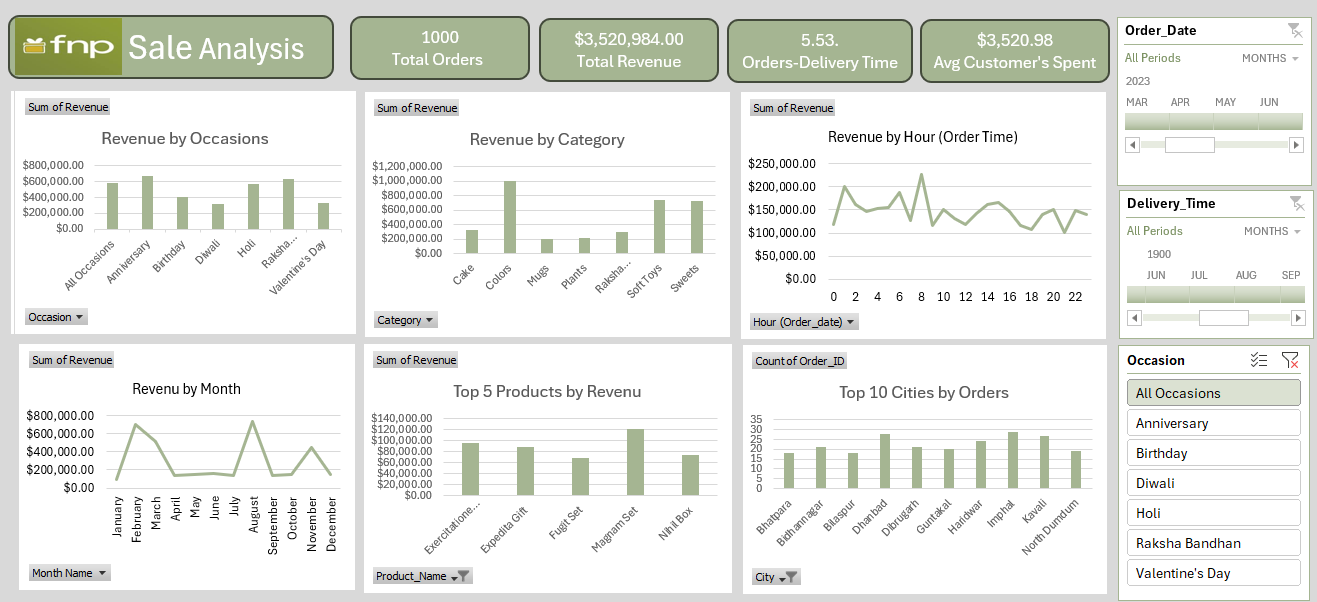 fnp Sale Analysis
1000
Total Orders
$3,520,984.00
Total Revenue
5.53.
Orders-Delivery Time
$3,520.98
Avg Customer's Spent
Sum of Revenue
Revenue by Occasions
$800,000.00
$600,000.00
$400,000.00
$200,000.00
$0.00
All Occasions
Anniversary
Birthday
Diwali
Holi
Raksha...
Valentine's Day
Occasion
Sum of Revenue
Revenue by Category
$1,200,000.00
$1,000,000.00
$800,000.00
$600,000.00
$400,000.00
$200,000.00
$0.00
Cake
Colors
Mugs
Plants
Raksha...
Soft Toys
Sweets
Category
Sum of Revenue
Revenue by Hour (Order Time)
$250,000.00
$200,000.00
$150,000.00
$100,000.00
$50,000.00
$0.00
0 2 4 6 8 10 12 14 16 18 20 22
Hour (Order_date)
Order_Date
All Periods MONTHS
2023
MAR APR MAY JUN
Delivery_Time
All Periods MONTHS
1900
JUN JUL AUG SEP
Sum of Revenue
Revenu by Month
$800,000.00
$600,000.00
$400,000.00
$200,000.00
$0.00
January
February
March
April
May
June
July
August
September
October
November
December
Month Name
Sum of Revenue
Top 5 Products by Revenu
$140,000.00
$120,000.00
$100,000.00
$80,000.00
$60,000.00
$40,000.00
$20,000.00
$0.00
Exercitatione...
Expedita Gift
Fugit Set
Magnam Set
Nihil Box
Product_Name
Count of Order_ID
Top 10 Cities by Orders
35
30
25
20
15
10
5
0
Bhatpara
Bidhannagar
Bilaspur
Dhanbad
Dibrugarh
Guntakal
Haridwar
Imphal
Kavali
North Dumdum
City
Occasion
All Occasions
Anniversary
Birthday
Diwali
Holi
Raksha Bandhan
Valentine's Day